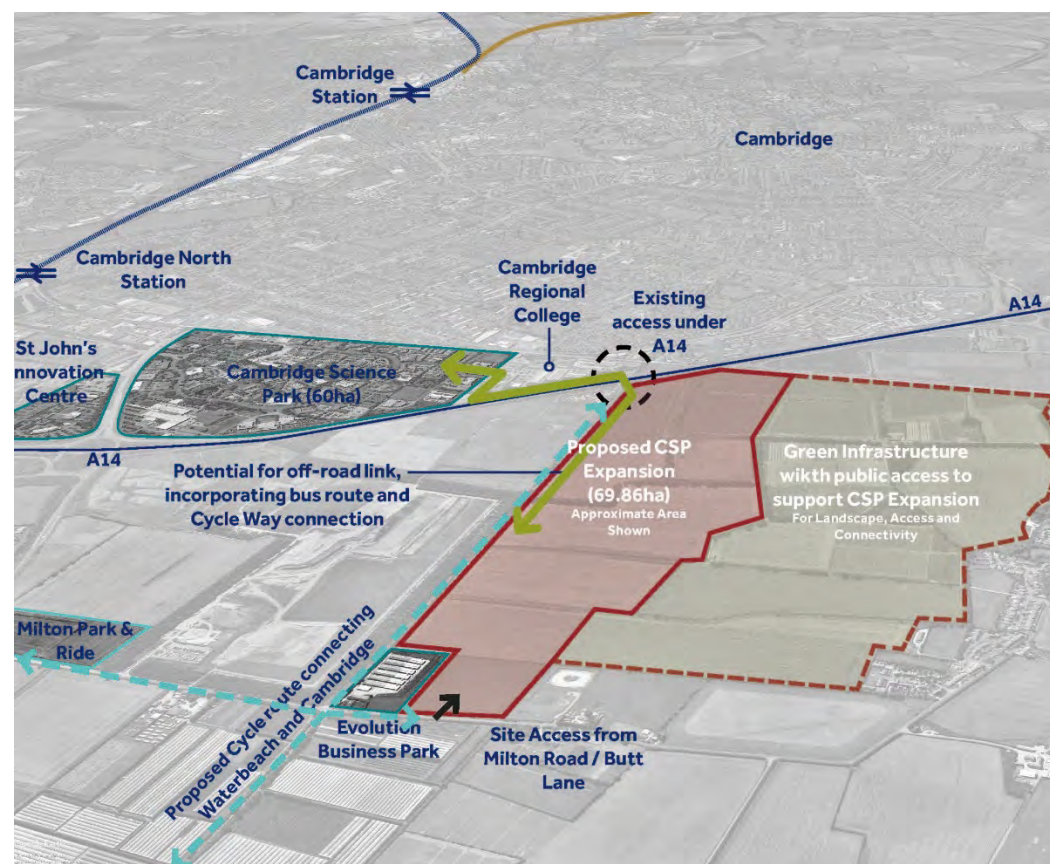 Cambridge
Station
Cambridge
Cambridge North
Station
Cambridge
Regional
College
Existing
access under
A14
A14
St John's
nnovation
Centre
Cambridge Science
Park (60ha)
A14
Potential for off-road link,
incorporating bus route and
Cycle Way connection
Proposed CSP
Expansion
(69.86ha)
Approximate Area
Shown
Green Infrastructure
wikth public access to
support CSP Expansion
For Landscape, Access and
Connectivity
Milton Park &
Ride
Proposed Cycle route connecting
Waterbeach and Cambridge
Evolution
Business Park
Site Access from
Milton Road / Butt
Lane